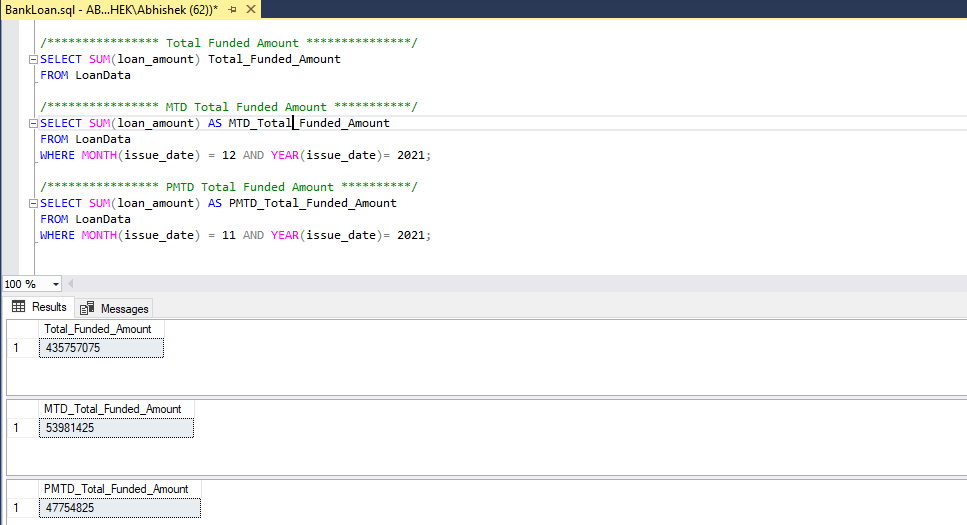 BankLoan.sql - AB...HEK\Abhishek (62))*
/**************** Total Funded Amount ***************/
SELECT SUM(loan_amount) Total_Funded_Amount
FROM LoanData
/**************** MTD Total Funded Amount ***********/
SELECT SUM(loan_amount) AS MTD_Total_Funded_Amount
FROM LoanData
WHERE MONTH(issue_date) = 12 AND YEAR(issue_date)= 2021;
/**************** PMTD Total Funded Amount **********/
SELECT SUM(loan_amount) AS PMTD_Total_Funded_Amount
FROM LoanData
WHERE MONTH(issue_date) = 11 AND YEAR(issue_date)= 2021;
100 %
Results Messages
Total_Funded_Amount
1 435757075
MTD_Total_Funded_Amount
1 53981425
PMTD_Total_Funded_Amount
1 47754825